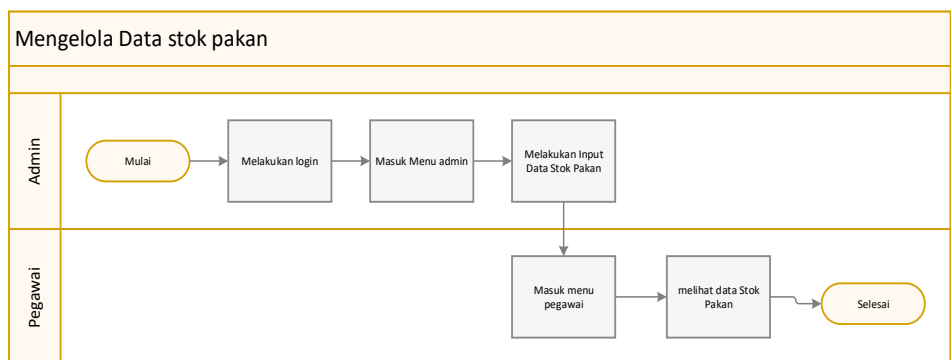 Mengelola Data stok pakan
Admin
Mulai
Melakukan login
Masuk Menu admin
Melakukan Input
Data Stok Pakan
Pegawai
Masuk menu
pegawai
melihat data Stok
Pakan
Selesai